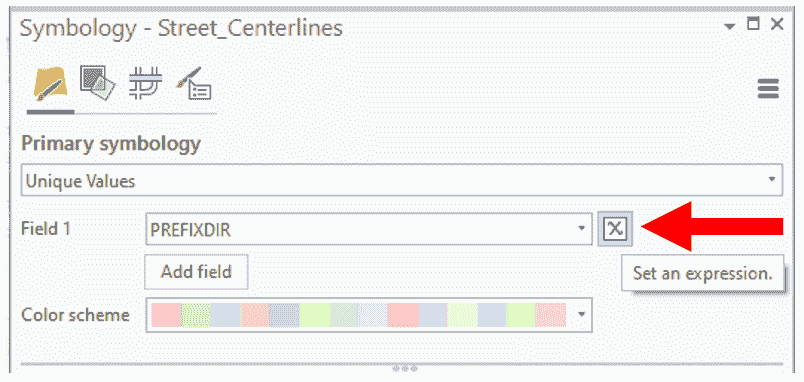 Symbology - Street_Centerlines
Primary symbology
Unique Values
Field 1 PREFIXDIR
Add field
Set an expression.
Color scheme